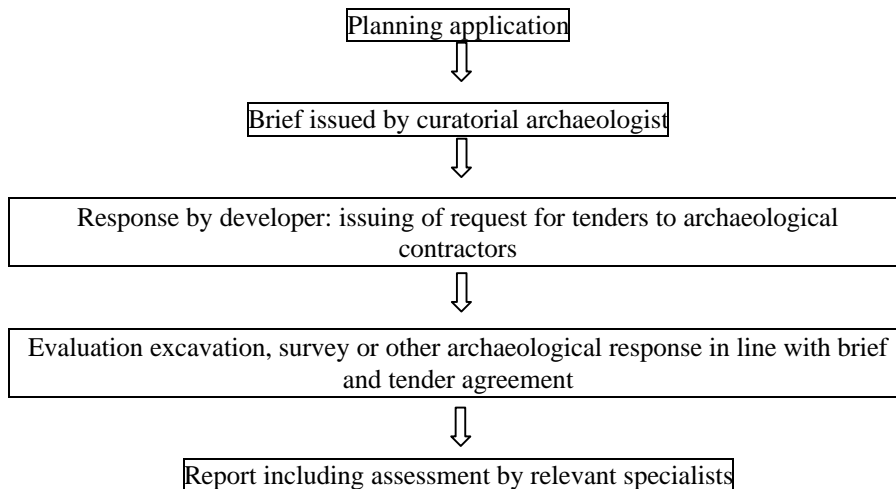 Planning application
Brief issued by curatorial archaeologist
Response by developer: issuing of request for tenders to archaeological
contractors
Evaluation excavation, survey or other archaeological response in line with brief
and tender agreement
Report including assessment by relevant specialists